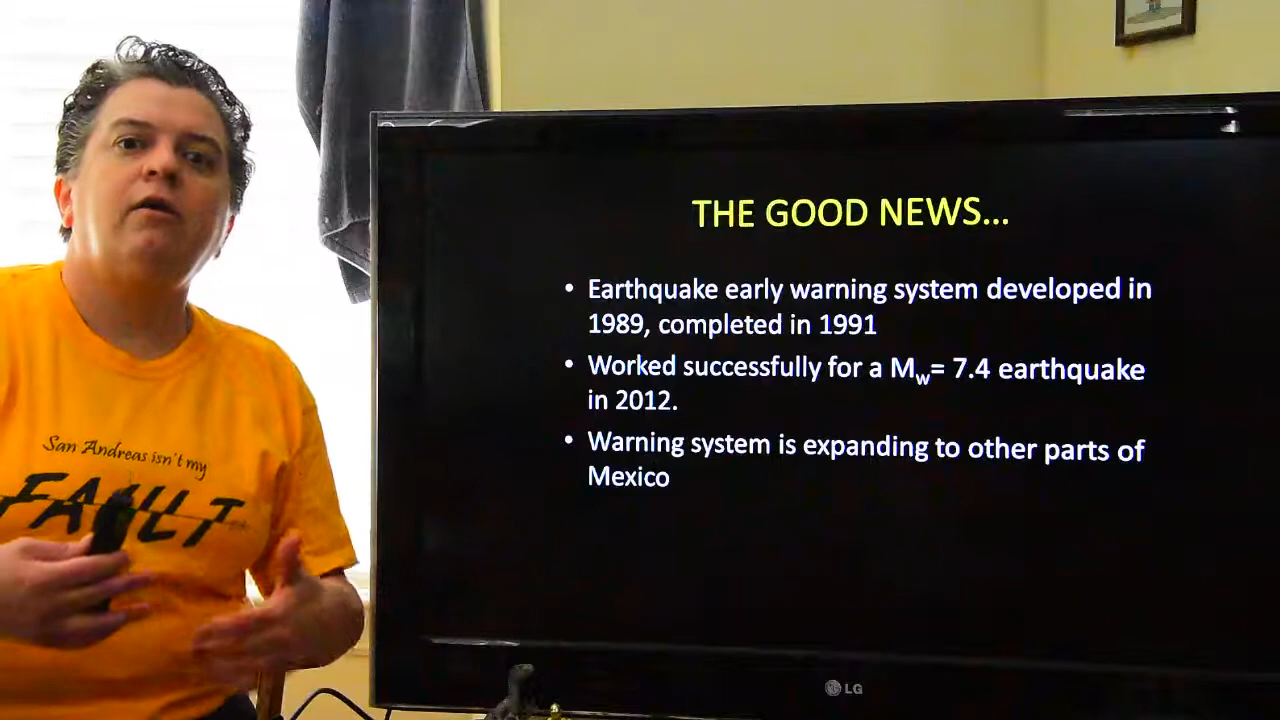 THE GOOD NEWS...
• Earthquake early warning system developed in
1989, completed in 1991
• Worked successfully for a Mw= 7.4 earthquake
in 2012.
• Warning system is expanding to other parts of
Mexico
San Andreas isn't my
FAULT
LG